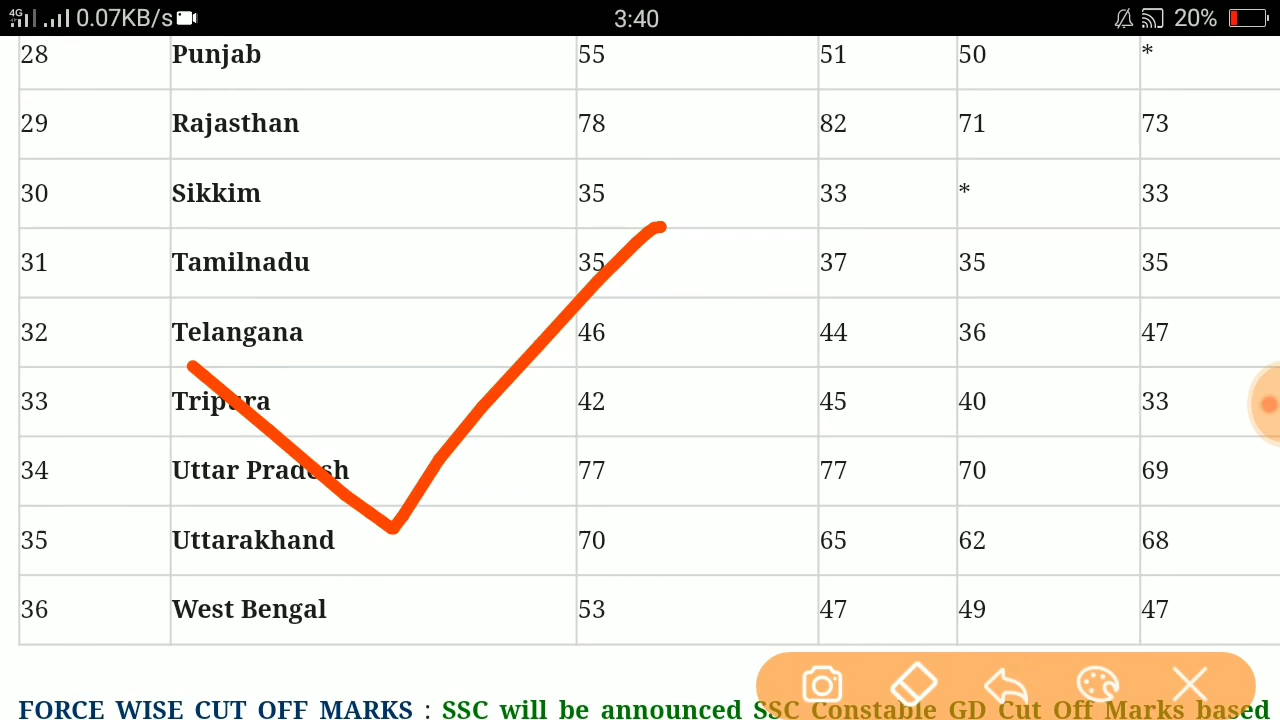 4G 0.07KB/s 3:40 20%
28 Punjab 55 51 50 *
29 Rajasthan 78 82 71 73
30 Sikkim 35 33 * 33
31 Tamilnadu 35 37 35 35
32 Telangana 46 44 36 47
33 Tripura 42 45 40 33
34 Uttar Pradesh 77 77 70 69
35 Uttarakhand 70 65 62 68
36 West Bengal 53 47 49 47
FORCE WISE CUT OFF MARKS : SSC will be announced SSC Constable GD Cut Off Marks based